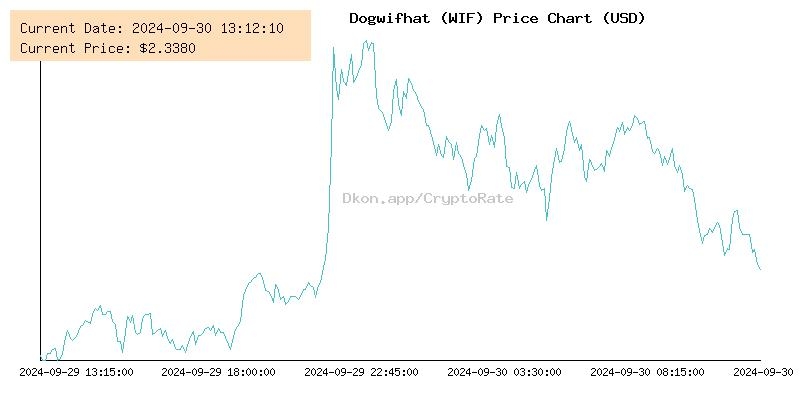 Dogwifhat (WIF) Price Chart (USD)
Current Date: 2024-09-30 13:12:10
Current Price: $2.3380
Dkon.app/CryptoRate
2024-09-29 13:15:00 2024-09-29 18:00:00 2024-09-29 22:45:00 2024-09-30 03:30:00 2024-09-30 08:15:00 2024-09-30